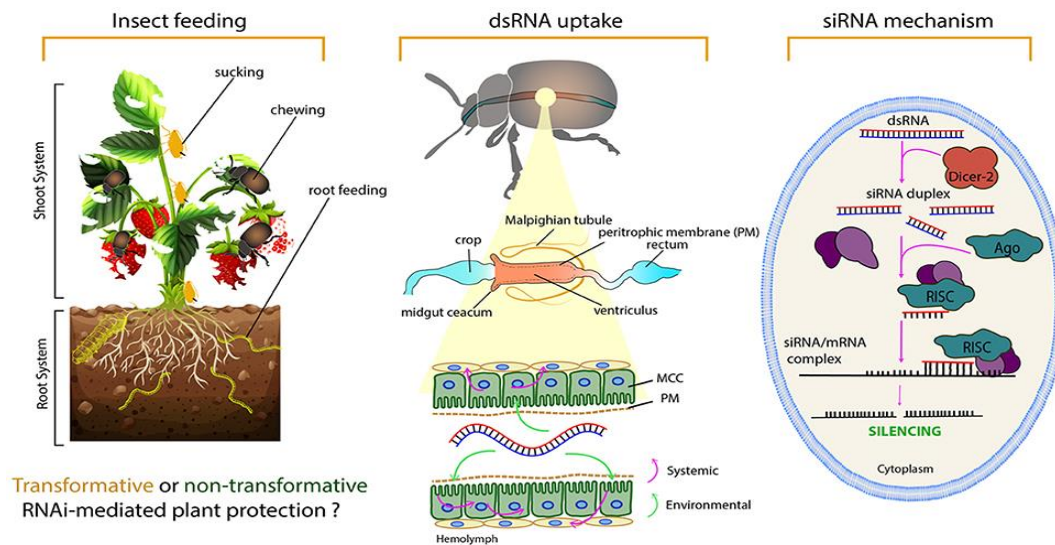 Insect feeding
sucking
chewing
root feeding
Shoot System
Root System
Transformative or non-transformative
RNAi-mediated plant protection ?
dsRNA uptake
Malpighian tubule
peritrophic membrane (PM)
crop
rectum
midgut ceacum
ventriculus
MCC
PM
Systemic
Environmental
Hemolymph
siRNA mechanism
dsRNA
Dicer-2
siRNA duplex
Ago
RISC
siRNA/mRNA
complex
RISC
SILENCING
Cytoplasm